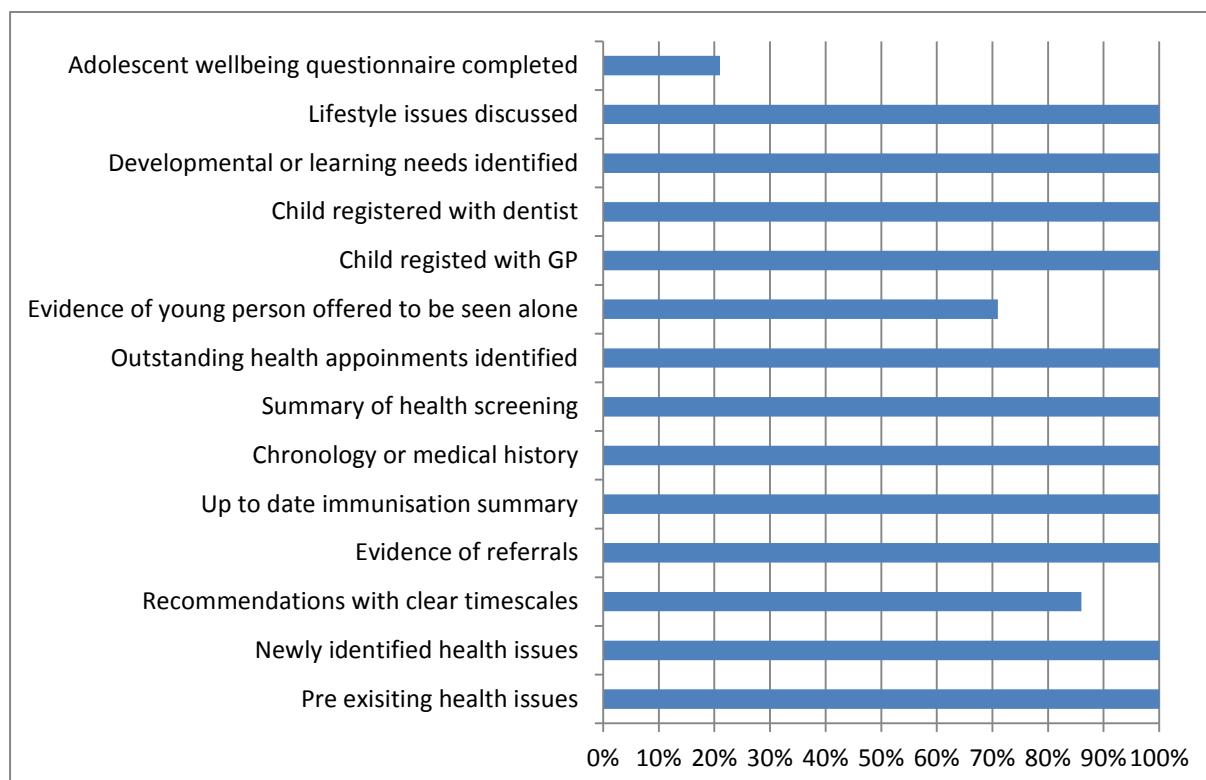 Adolescent wellbeing questionnaire completed
Lifestyle issues discussed
Developmental or learning needs identified
Child registered with dentist
Child registed with GP
Evidence of young person offered to be seen alone
Outstanding health appoinments identified
Summary of health screening
Chronology or medical history
Up to date immunisation summary
Evidence of referrals
Recommendations with clear timescales
Newly identified health issues
Pre exisiting health issues
0% 10% 20% 30% 40% 50% 60% 70% 80% 90% 100%